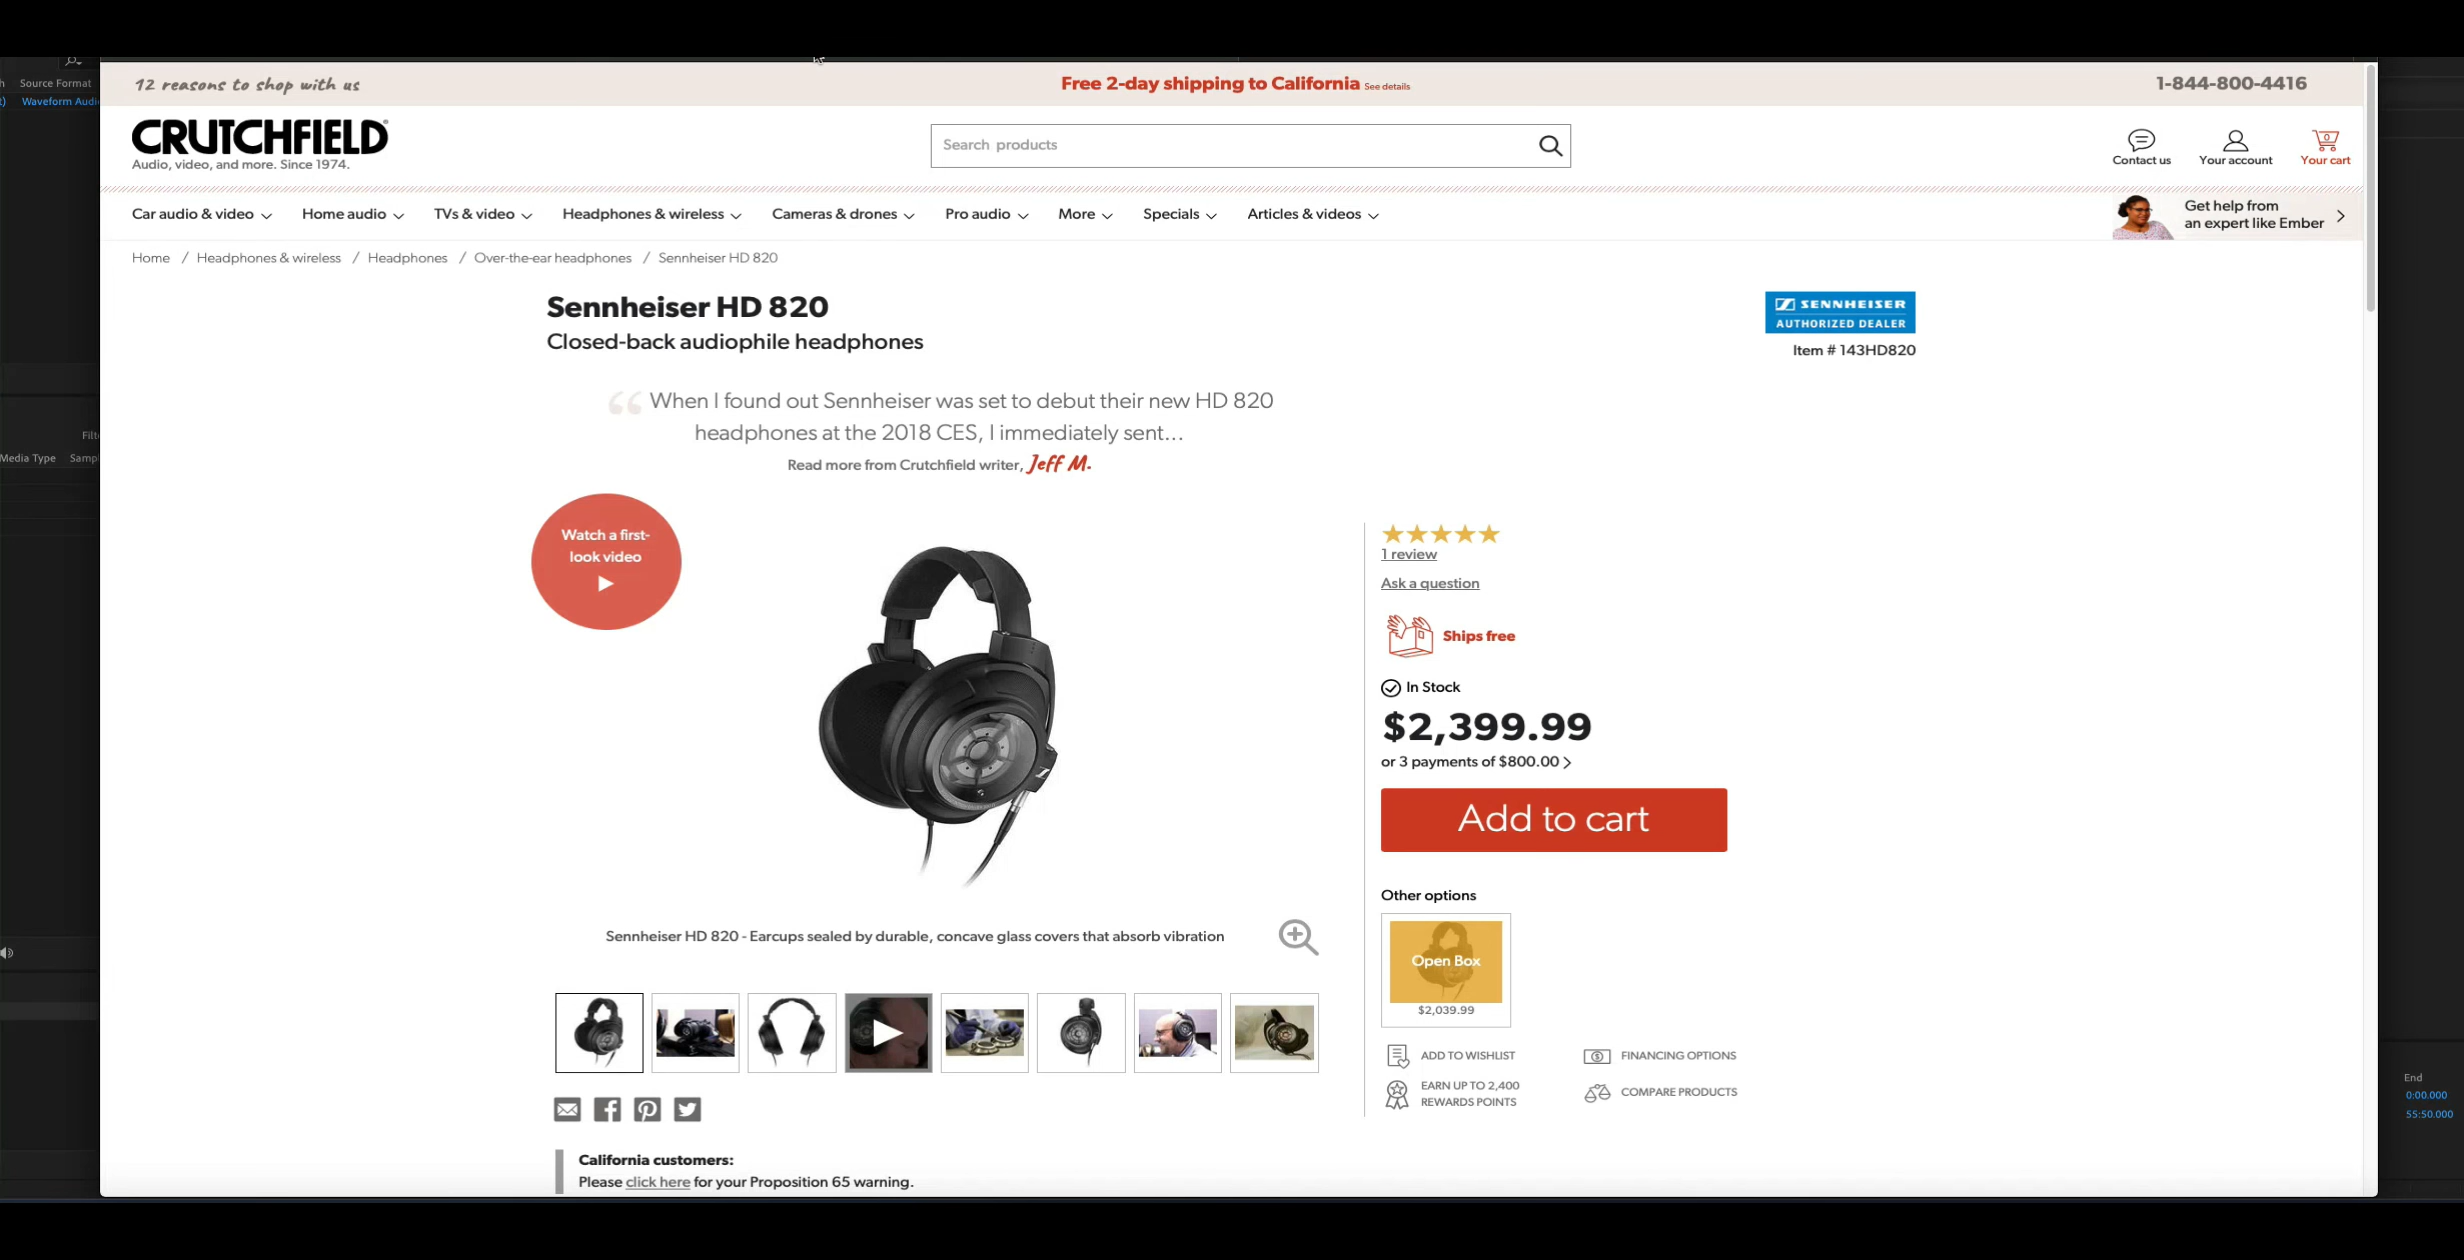 Source Format
Waveform Audi
Media Type
Samp
12 reasons to shop with us
Free 2-day shipping to California See details
1-844-800-4416
CRUTCHFIELD
Audio, video, and more. Since 1974.
Search products
Contact us
Your account
0
Your cart
Car audio & video
Home audio
TVs & video
Headphones & wireless
Cameras & drones
Pro audio
More
Specials
Articles & videos
Get help from
an expert like Ember
Home / Headphones & wireless / Headphones / Over-the-ear headphones / Sennheiser HD 820
Sennheiser HD 820
Closed-back audiophile headphones
SENNHEISER
AUTHORIZED DEALER
Item # 143HD820
“ When I found out Sennheiser was set to debut their new HD 820
headphones at the 2018 CES, I immediately sent...
Read more from Crutchfield writer, Jeff M.
Watch a first-
look video
1 review
Ask a question
Ships free
In Stock
$2,399.99
or 3 payments of $800.00 >
Add to cart
Other options
Open Box
$2,039.99
ADD TO WISHLIST
FINANCING OPTIONS
EARN UP TO 2,400
REWARDS POINTS
COMPARE PRODUCTS
Sennheiser HD 820 - Earcups sealed by durable, concave glass covers that absorb vibration
California customers:
Please click here for your Proposition 65 warning.
End
0:00.000
55:50.000